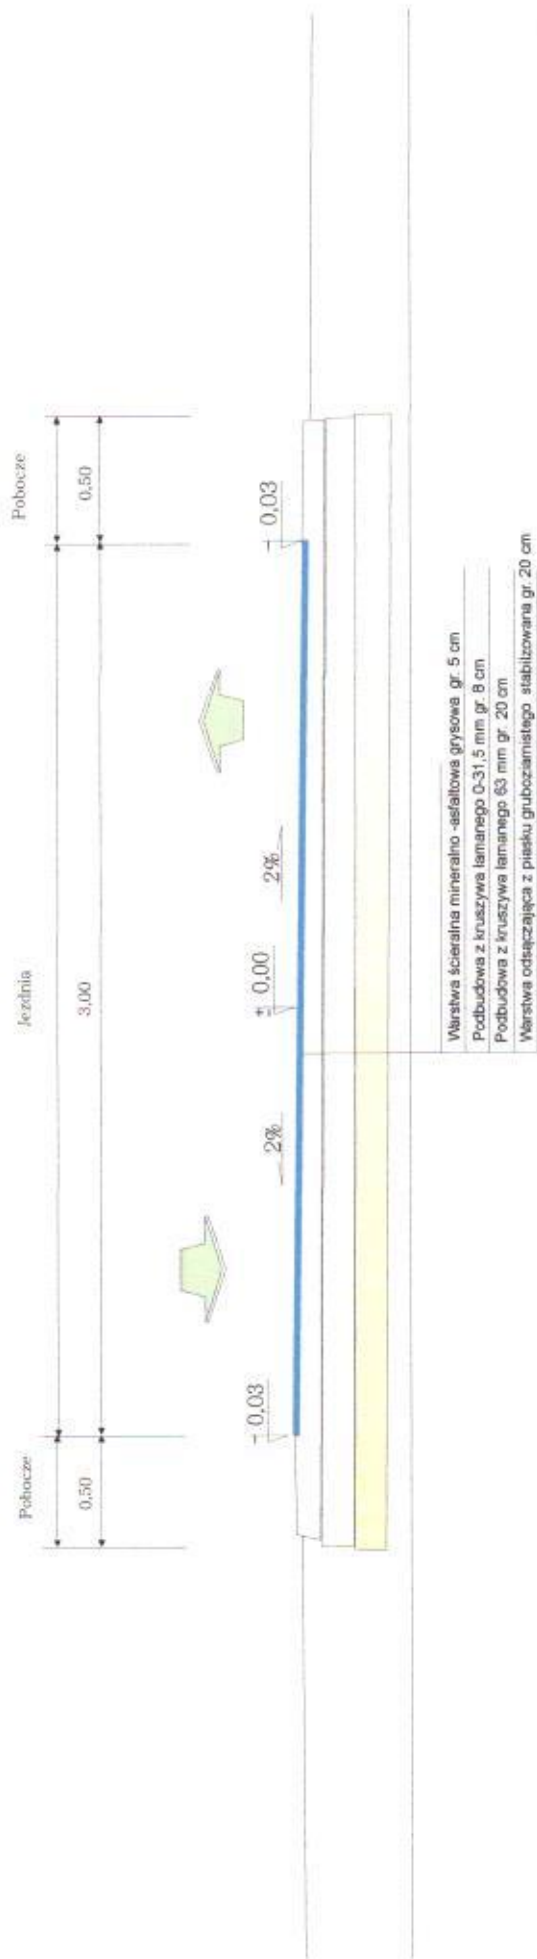 Pobocze
Jezdnia
Pobocze
0,50
3,00
0,50
- 0,03
2%
± 0,00
2%
- 0,03
Warstwa ścieralna mineralno -asfaltowa grysowa gr. 5 cm
Podbudowa z kruszywa łamanego 0-31,5 mm gr. 8 cm
Podbudowa z kruszywa łamanego 63 mm gr. 20 cm
Warstwa odsączająca z piasku gruboziarnistego stabilizowana gr. 20 cm